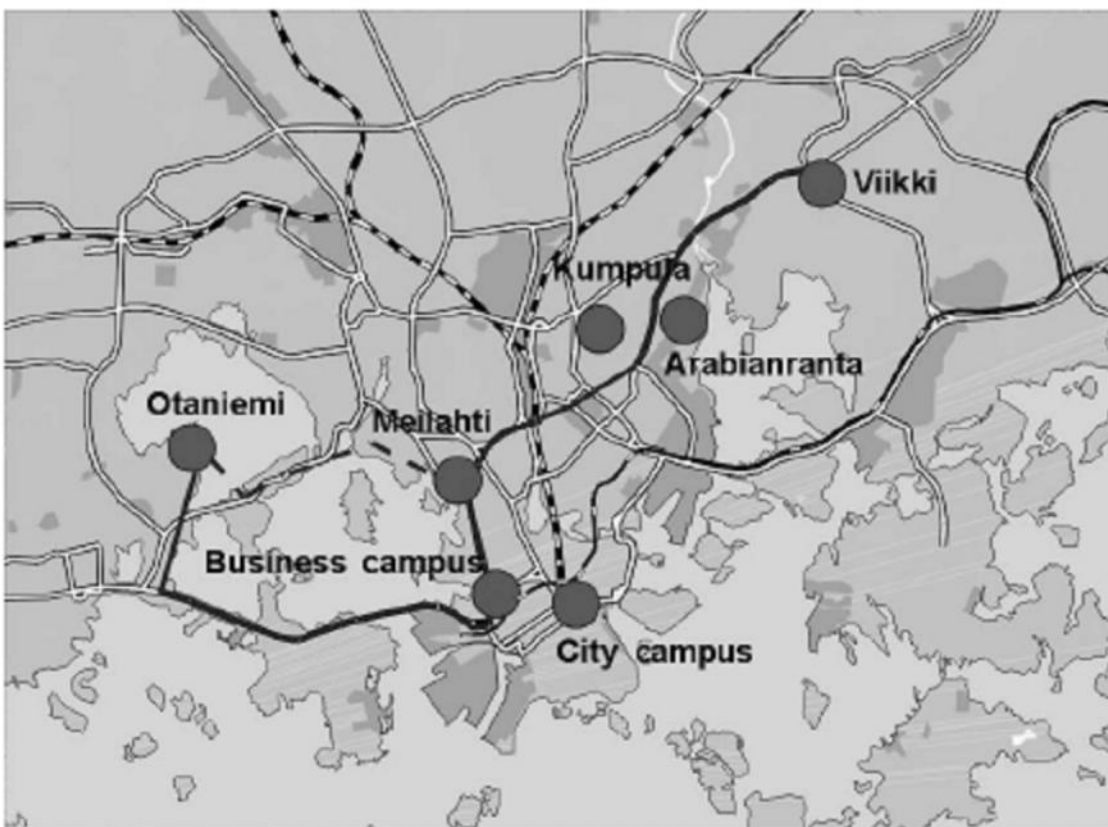 Viikki
Kumpula
Arabianranta
Otaniemi
Meilahti
Business campus
City campus